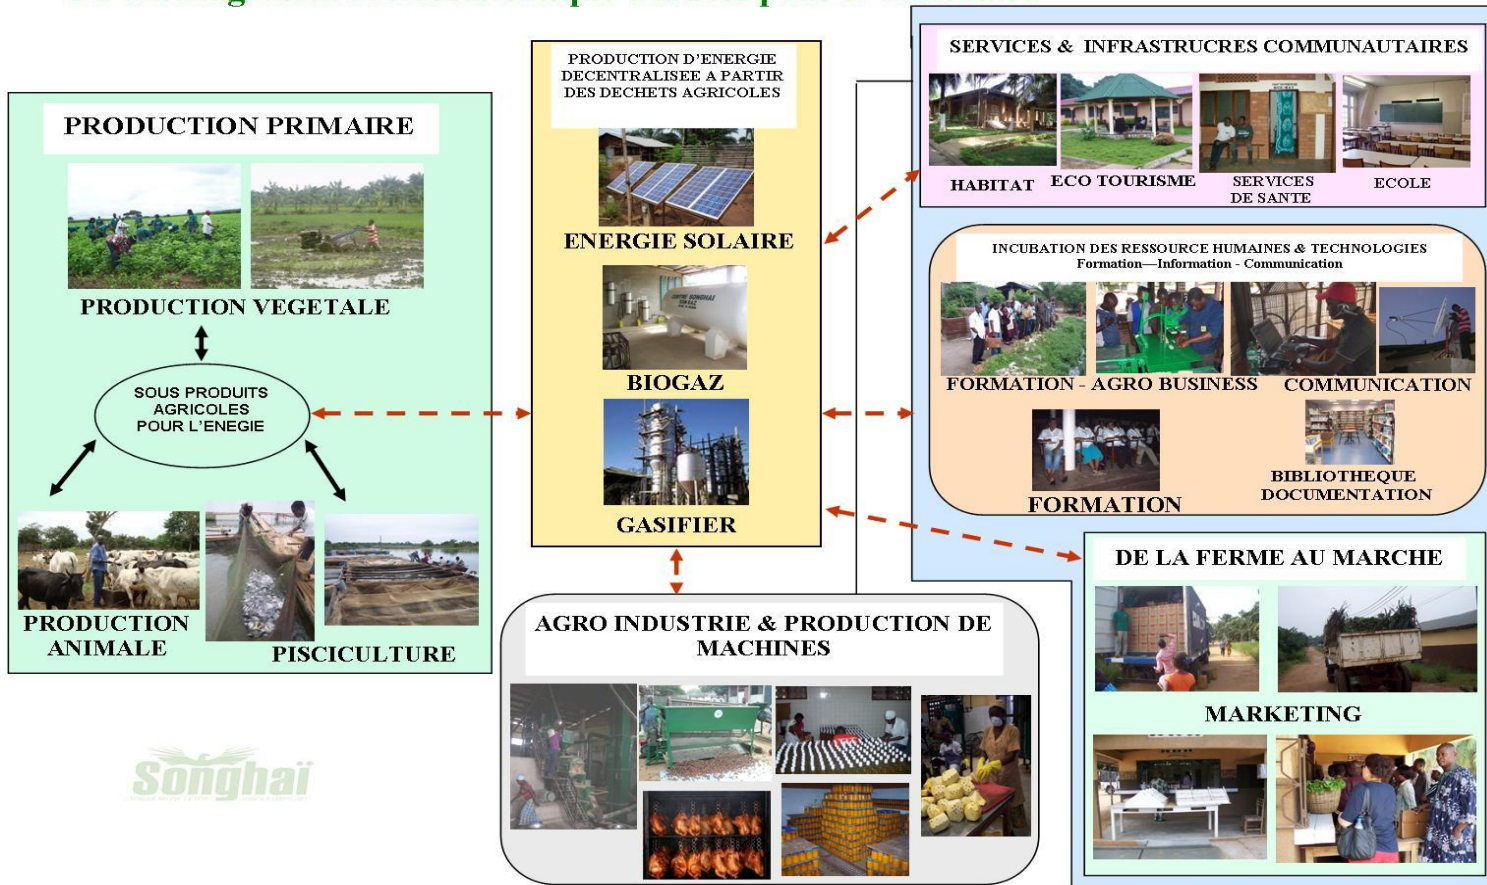 PRODUCTION PRIMAIRE
PRODUCTION VEGETALE
SOUS PRODUITS
AGRICOLES
POUR L'ENEGIE
PRODUCTION
ANIMALE
PISCICULTURE
Songhaï
PRODUCTION D'ENERGIE
DECENTRALISEE A PARTIR
DES DECHETS AGRICOLES
ENERGIE SOLAIRE
CENTRE SONGHAI
BIOGAZ
GASIFIER
AGRO INDUSTRIE & PRODUCTION DE
MACHINES
SERVICES & INFRASTRUCRES COMMUNAUTAIRES
HABITAT
ECO TOURISME
SERVICES
DE SANTE
ECOLE
INCUBATION DES RESSOURCE HUMAINES & TECHNOLOGIES
Formation—Information - Communication
FORMATION - AGRO BUSINESS
COMMUNICATION
FORMATION
BIBLIOTHEQUE
DOCUMENTATION
DE LA FERME AU MARCHE
MARKETING